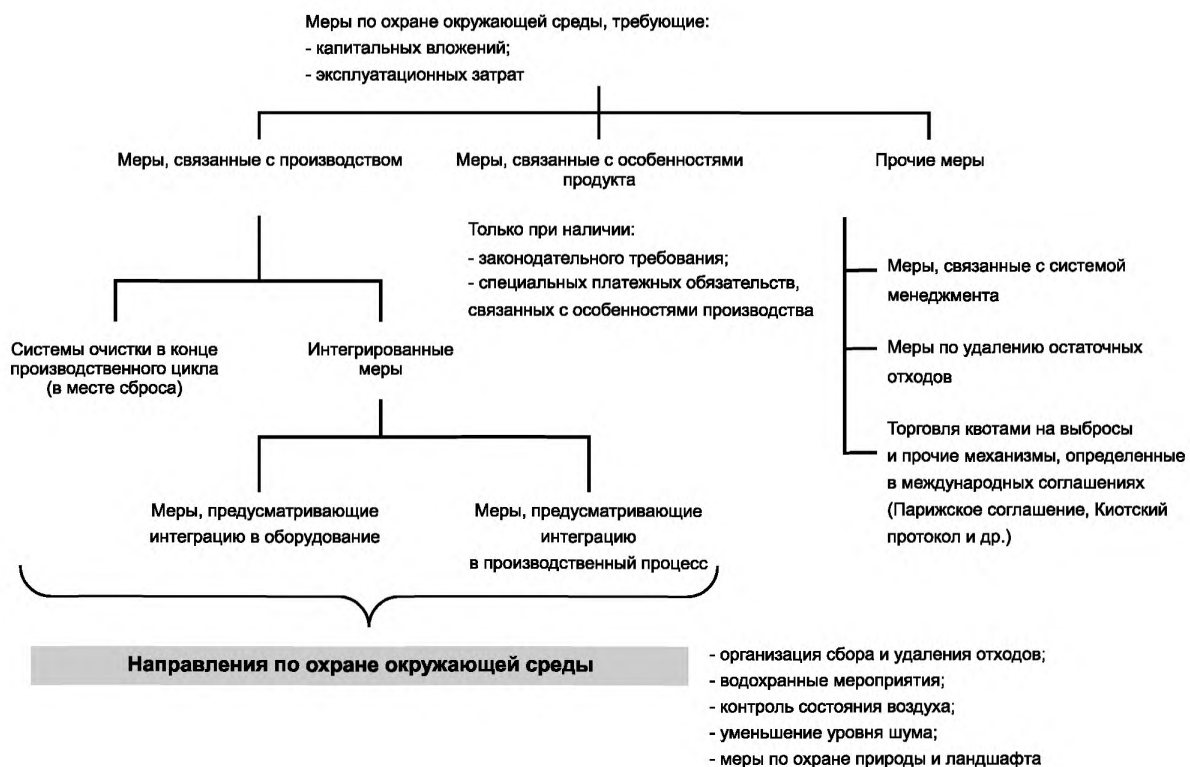 Меры по охране окружающей среды, требующие:
- капитальных вложений;
- эксплуатационных затрат
Меры, связанные с производством
Меры, связанные с особенностями
продукта
Прочие меры
Только при наличии:
- законодательного требования;
- специальных платежных обязательств,
связанных с особенностями производства
Меры, связанные с системой
менеджмента
Системы очистки в конце
производственного цикла
(в месте сброса)
Интегрированные
меры
Меры по удалению остаточных
отходов
Торговля квотами на выбросы
и прочие механизмы, определенные
в международных соглашениях
(Парижское соглашение, Киотский
протокол и др.)
Меры, предусматривающие
интеграцию в оборудование
Меры, предусматривающие
интеграцию
в производственный процесс
Направления по охране окружающей среды
- организация сбора и удаления отходов;
- водохранные мероприятия;
- контроль состояния воздуха;
- уменьшение уровня шума;
- меры по охране природы и ландшафта